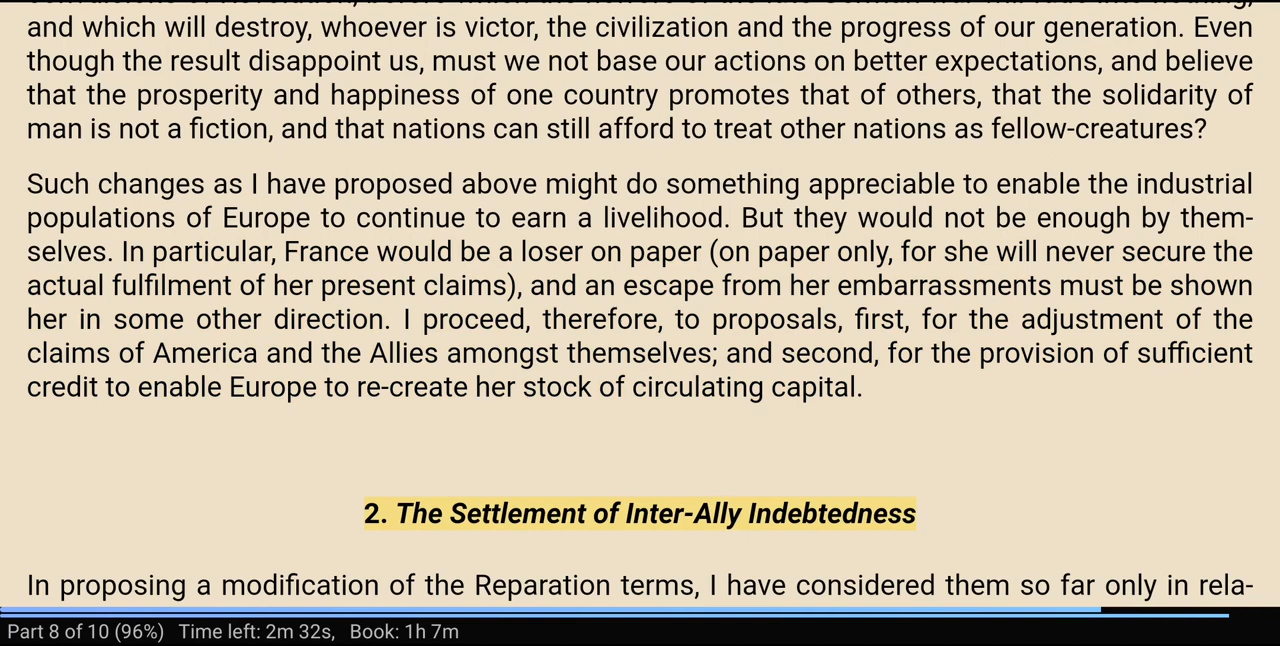 and which will destroy, whoever is victor, the civilization and the progress of our generation. Even
though the result disappoint us, must we not base our actions on better expectations, and believe
that the prosperity and happiness of one country promotes that of others, that the solidarity of
man is not a fiction, and that nations can still afford to treat other nations as fellow-creatures?
Such changes as I have proposed above might do something appreciable to enable the industrial
populations of Europe to continue to earn a livelihood. But they would not be enough by them-
selves. In particular, France would be a loser on paper (on paper only, for she will never secure the
actual fulfilment of her present claims), and an escape from her embarrassments must be shown
her in some other direction. I proceed, therefore, to proposals, first, for the adjustment of the
claims of America and the Allies amongst themselves; and second, for the provision of sufficient
credit to enable Europe to re-create her stock of circulating capital.
2. The Settlement of Inter-Ally Indebtedness
In proposing a modification of the Reparation terms, I have considered them so far only in rela-
Part 8 of 10 (96%) Time left: 2m 32s, Book: 1h 7m